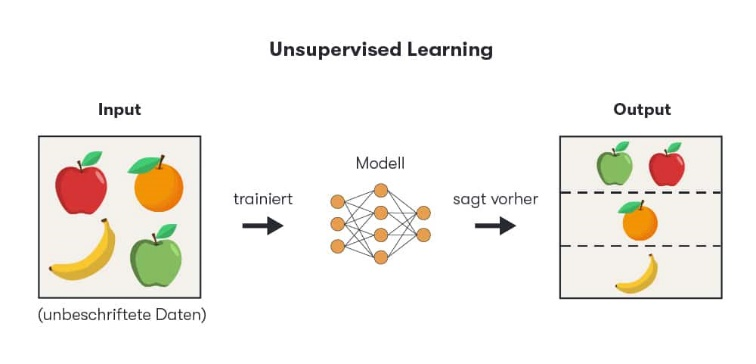 Unsupervised Learning
Input
Output
Modell
trainiert
sagt vorher
(unbeschriftete Daten)